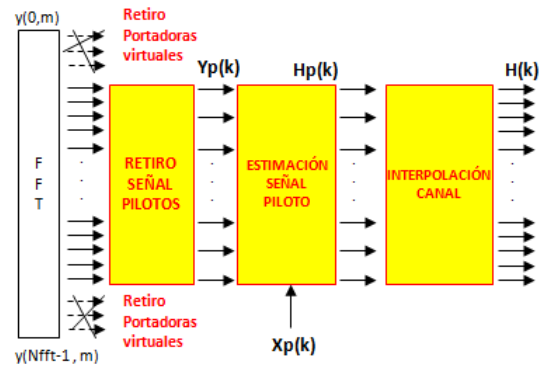 y(0,m)
Retiro
Portadoras
virtuales
Yp(k)
Hp(k)
H(k)
F
F
T
RETIRO
SEÑAL
PILOTOS
ESTIMACIÓN
SEÑAL
PILOTO
INTERPOLACIÓN
CANAL
Retiro
Portadoras
virtuales
Xp(k)
y(Nfft-1, m)